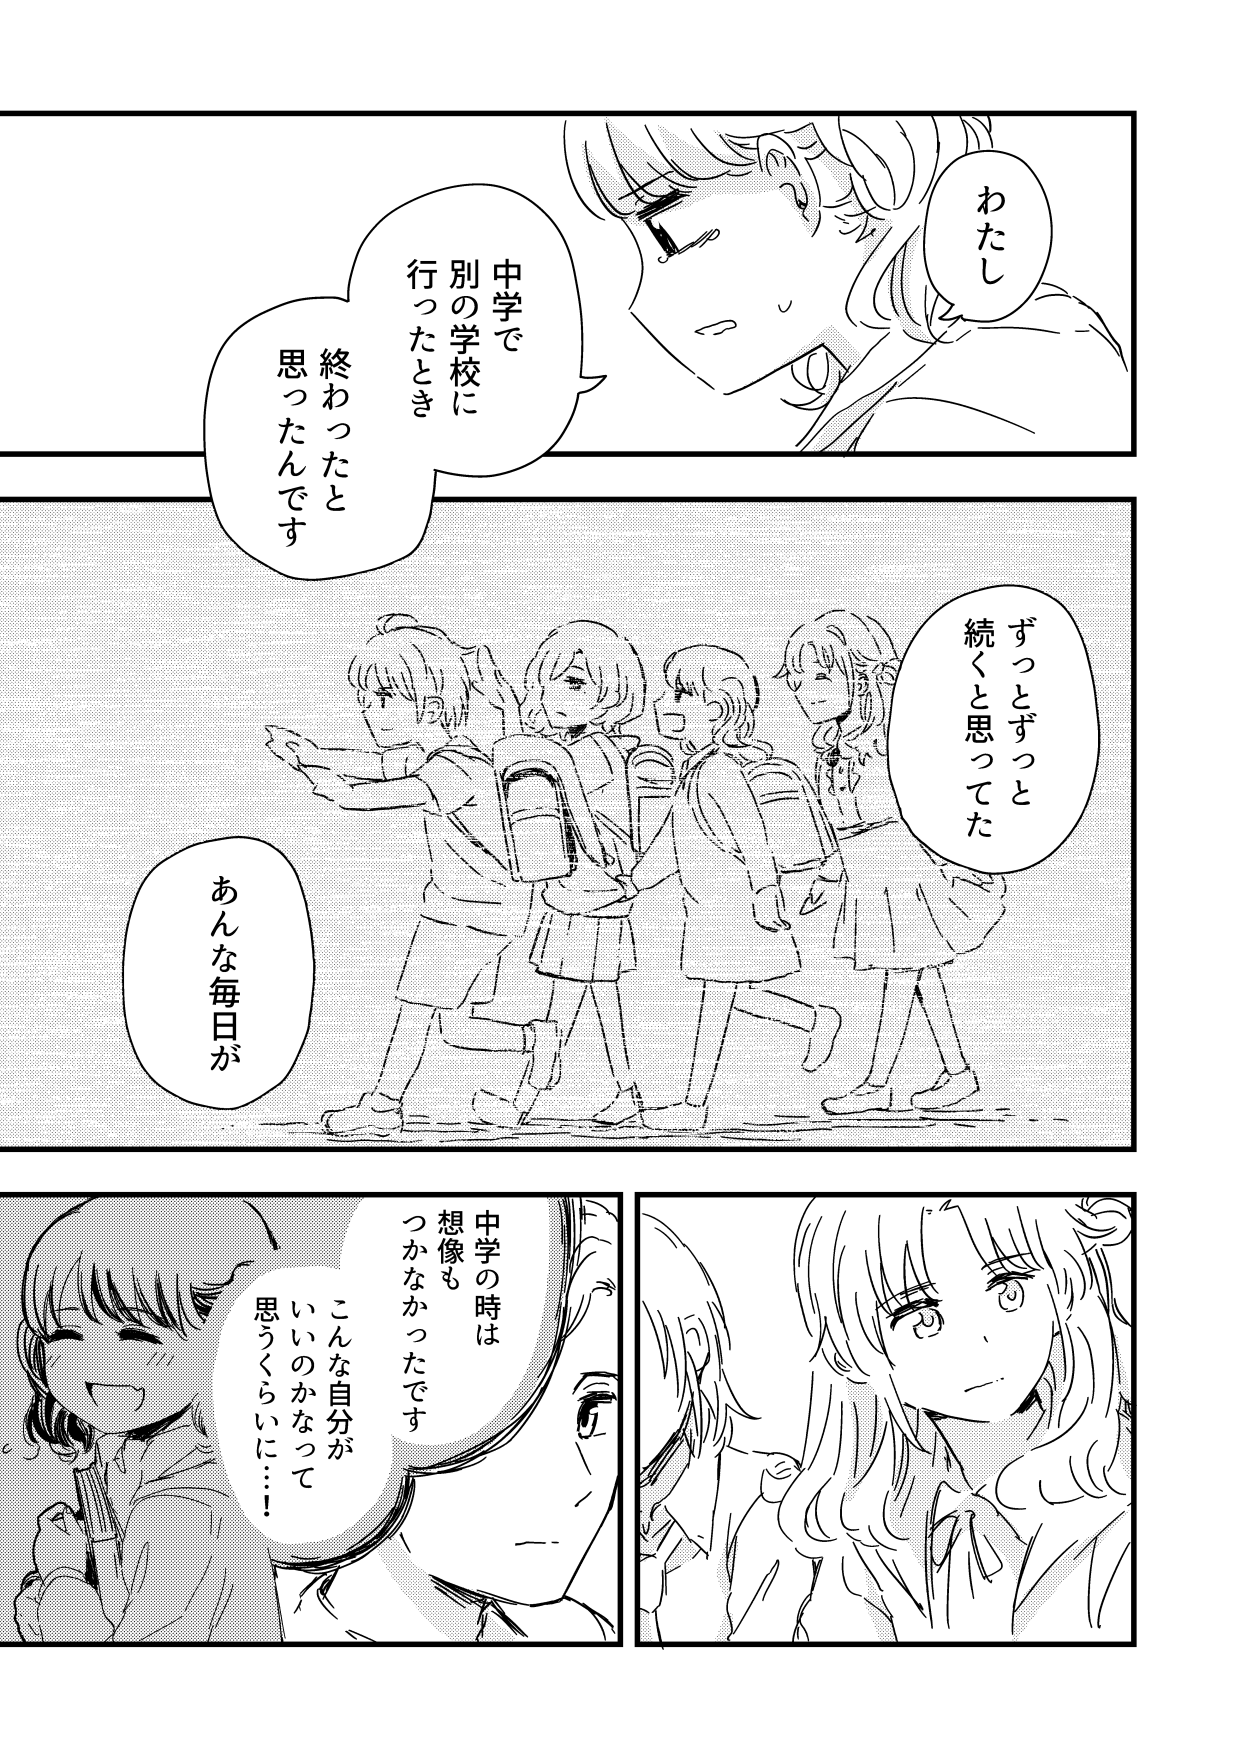 わたし
中学で
別の学校に
行ったとき
終わったと
思ったんです
ずっとずっと
続くと思ってた
あんな毎日が
中学の時は
想像も
つかなかったです
こんな自分が
いいのかなって
思うくらいに…！